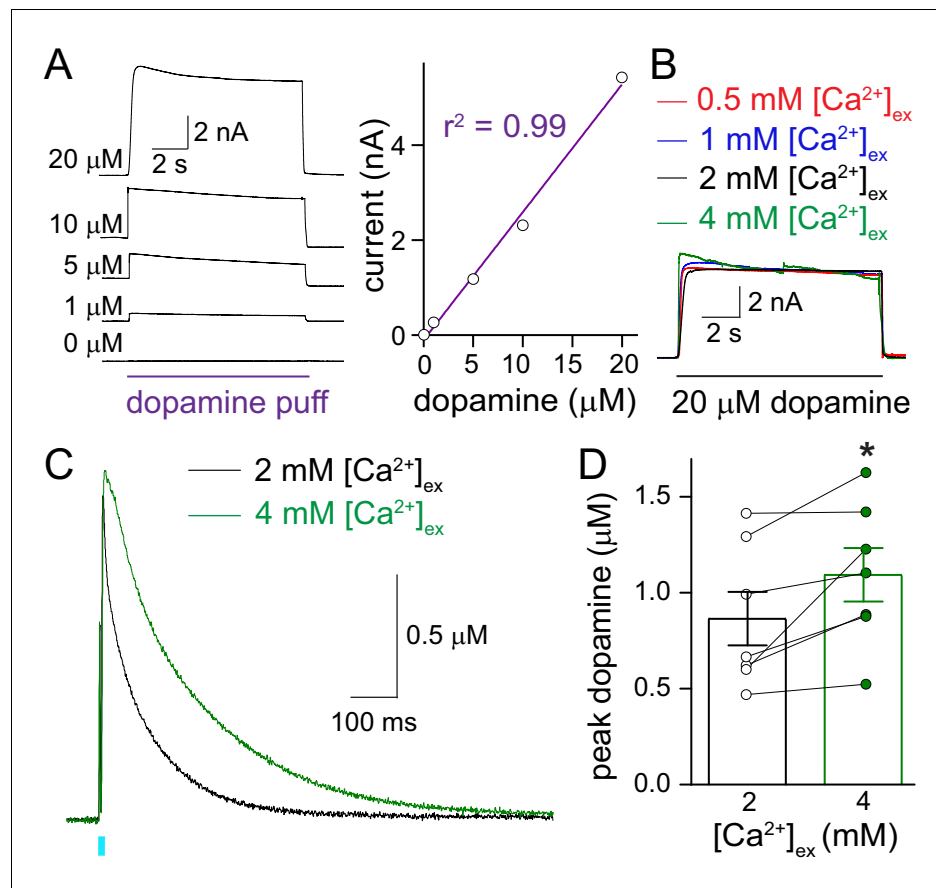 A
20 μM
2 nA
2 s
10 μM
5 μM
1 μM
0 μM
dopamine puff
current (nA)
r² = 0.99
4
2
0
0 5 10 15 20
dopamine (μM)
B
0.5 mM [Ca²⁺]ex
1 mM [Ca²⁺]ex
2 mM [Ca²⁺]ex
4 mM [Ca²⁺]ex
2 nA
2 s
20 μM dopamine
C
2 mM [Ca²⁺]ex
4 mM [Ca²⁺]ex
0.5 μM
100 ms
D
*
peak dopamine (μM)
1.5
1.0
0.5
0.0
2 4
[Ca²⁺]ex (mM)